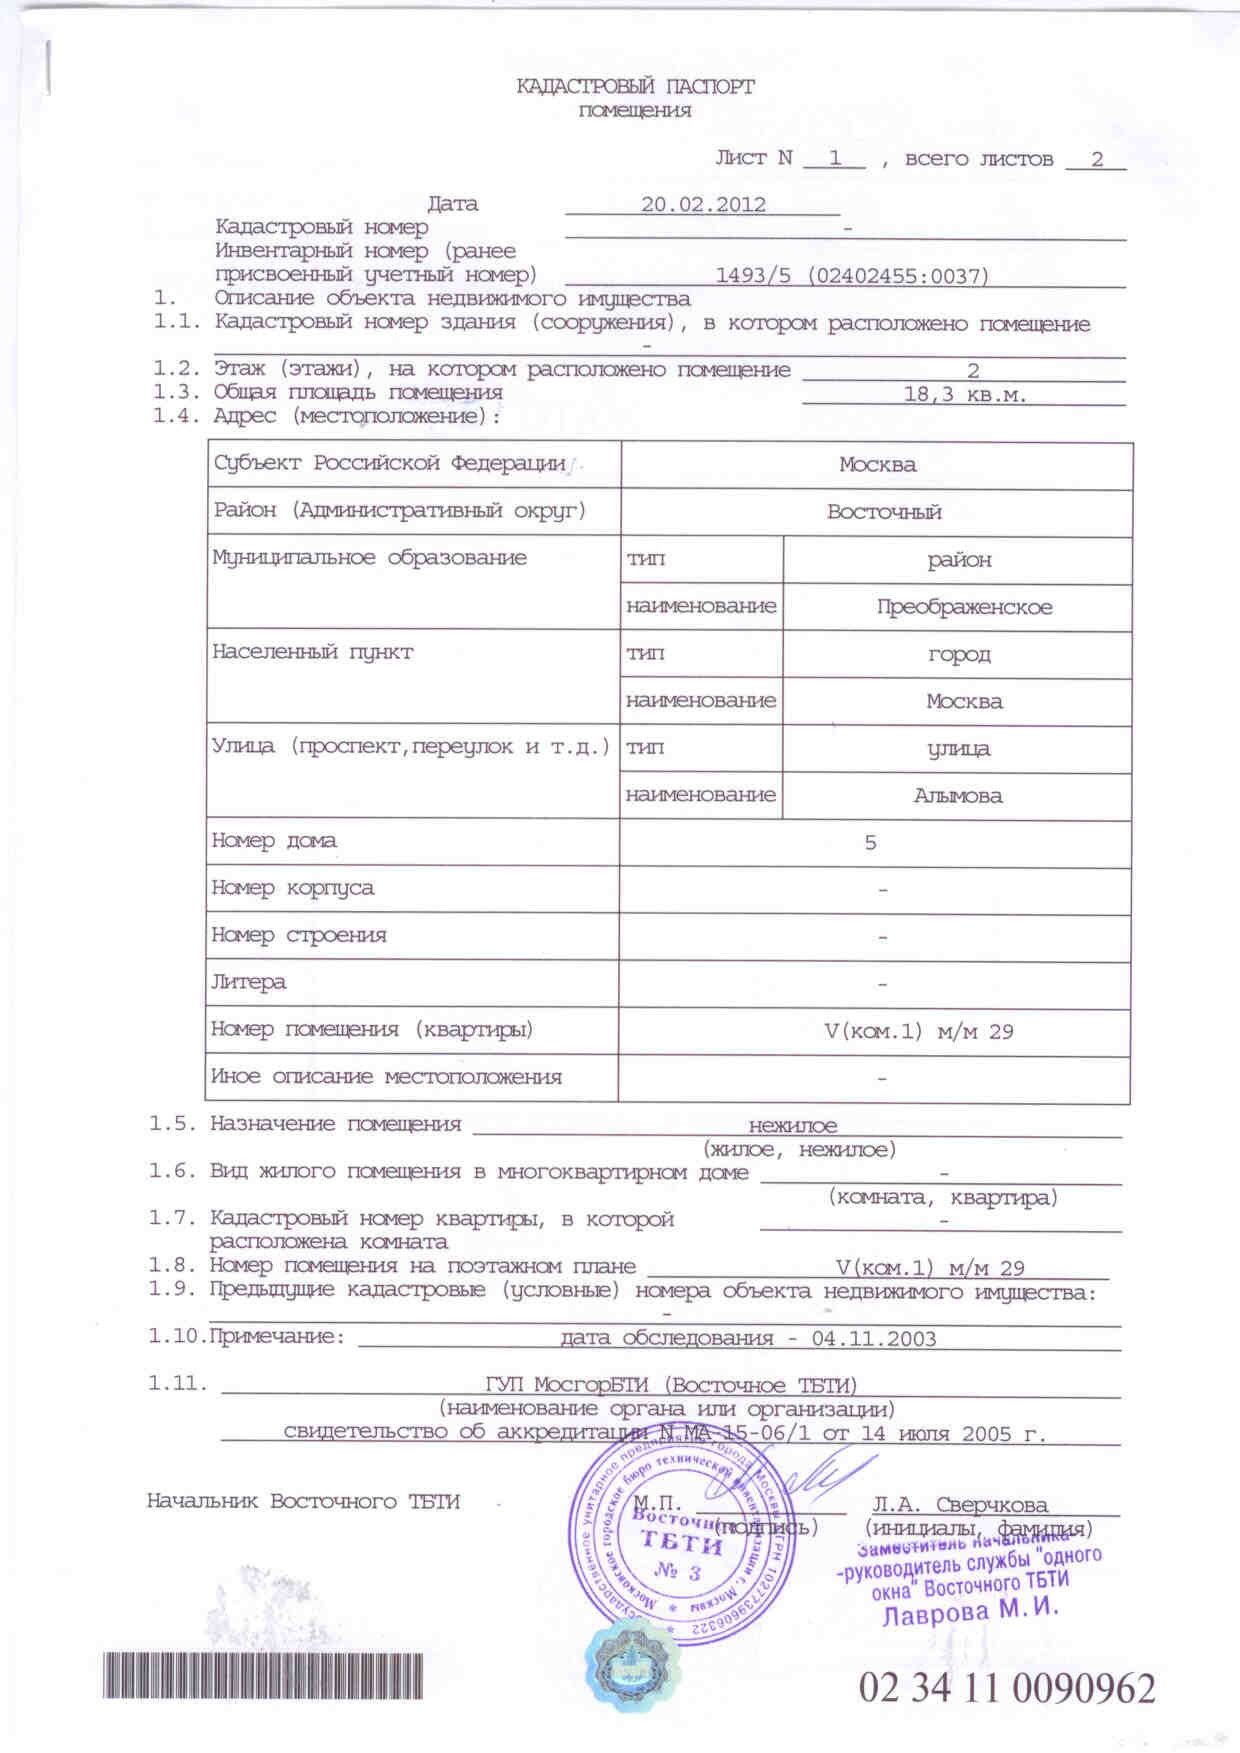 КАДАСТРОВЫЙ ПАСПОРТ
помещения
Лист N 1 , всего листов 2
Дата 20.02.2012
Кадастровый номер -
Инвентарный номер (ранее
присвоенный учетный номер) 1493/5 (02402455:0037)
1. Описание объекта недвижимого имущества
1.1. Кадастровый номер здания (сооружения), в котором расположено помещение
-
1.2. Этаж (этажи), на котором расположено помещение 2
1.3. Общая площадь помещения 18,3 кв.м.
1.4. Адрес (местоположение):
Субъект Российской Федерации Москва
Район (Административный округ) Восточный
Муниципальное образование тип район
наименование Преображенское
Населенный пункт тип город
наименование Москва
Улица (проспект,переулок и т.д.) тип улица
наименование Алымова
Номер дома 5
Номер корпуса -
Номер строения -
Литера -
Номер помещения (квартиры) V(ком.1) м/м 29
Иное описание местоположения -
1.5. Назначение помещения нежилое
(жилое, нежилое)
1.6. Вид жилого помещения в многоквартирном доме -
(комната, квартира)
1.7. Кадастровый номер квартиры, в которой -
расположена комната
1.8. Номер помещения на поэтажном плане V(ком.1) м/м 29
1.9. Предыдущие кадастровые (условные) номера объекта недвижимого имущества:
-
1.10.Примечание: дата обследования - 04.11.2003
1.11. ГУП МосгорБТИ (Восточное ТБТИ)
(наименование органа или организации)
свидетельство об аккредитации N МА-15-06/1 от 14 июля 2005 г.
Начальник Восточного ТБТИ М.П. Л.А. Сверчкова
(подпись) (инициалы, фамилия)
Восточное
ТБТИ
№ 3
Московское городское бюро технической инвентаризации г. Москвы
Заместитель начальника
-руководитель службы "одного
окна" Восточного ТБТИ
Лаврова М.И.
02 34 11 0090962